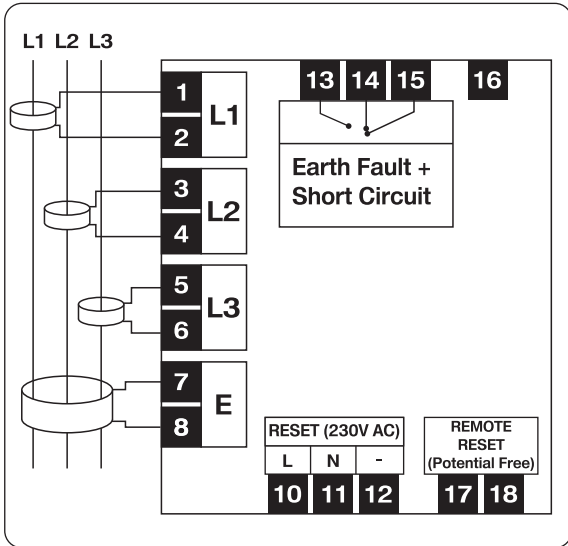 L1 L2 L3
13 14 15 16
1
L1
2
Earth Fault +
Short Circuit
3
L2
4
5
L3
6
7
E
8
RESET (230V AC)
L N -
10 11 12
REMOTE
RESET
(Potential Free)
17 18